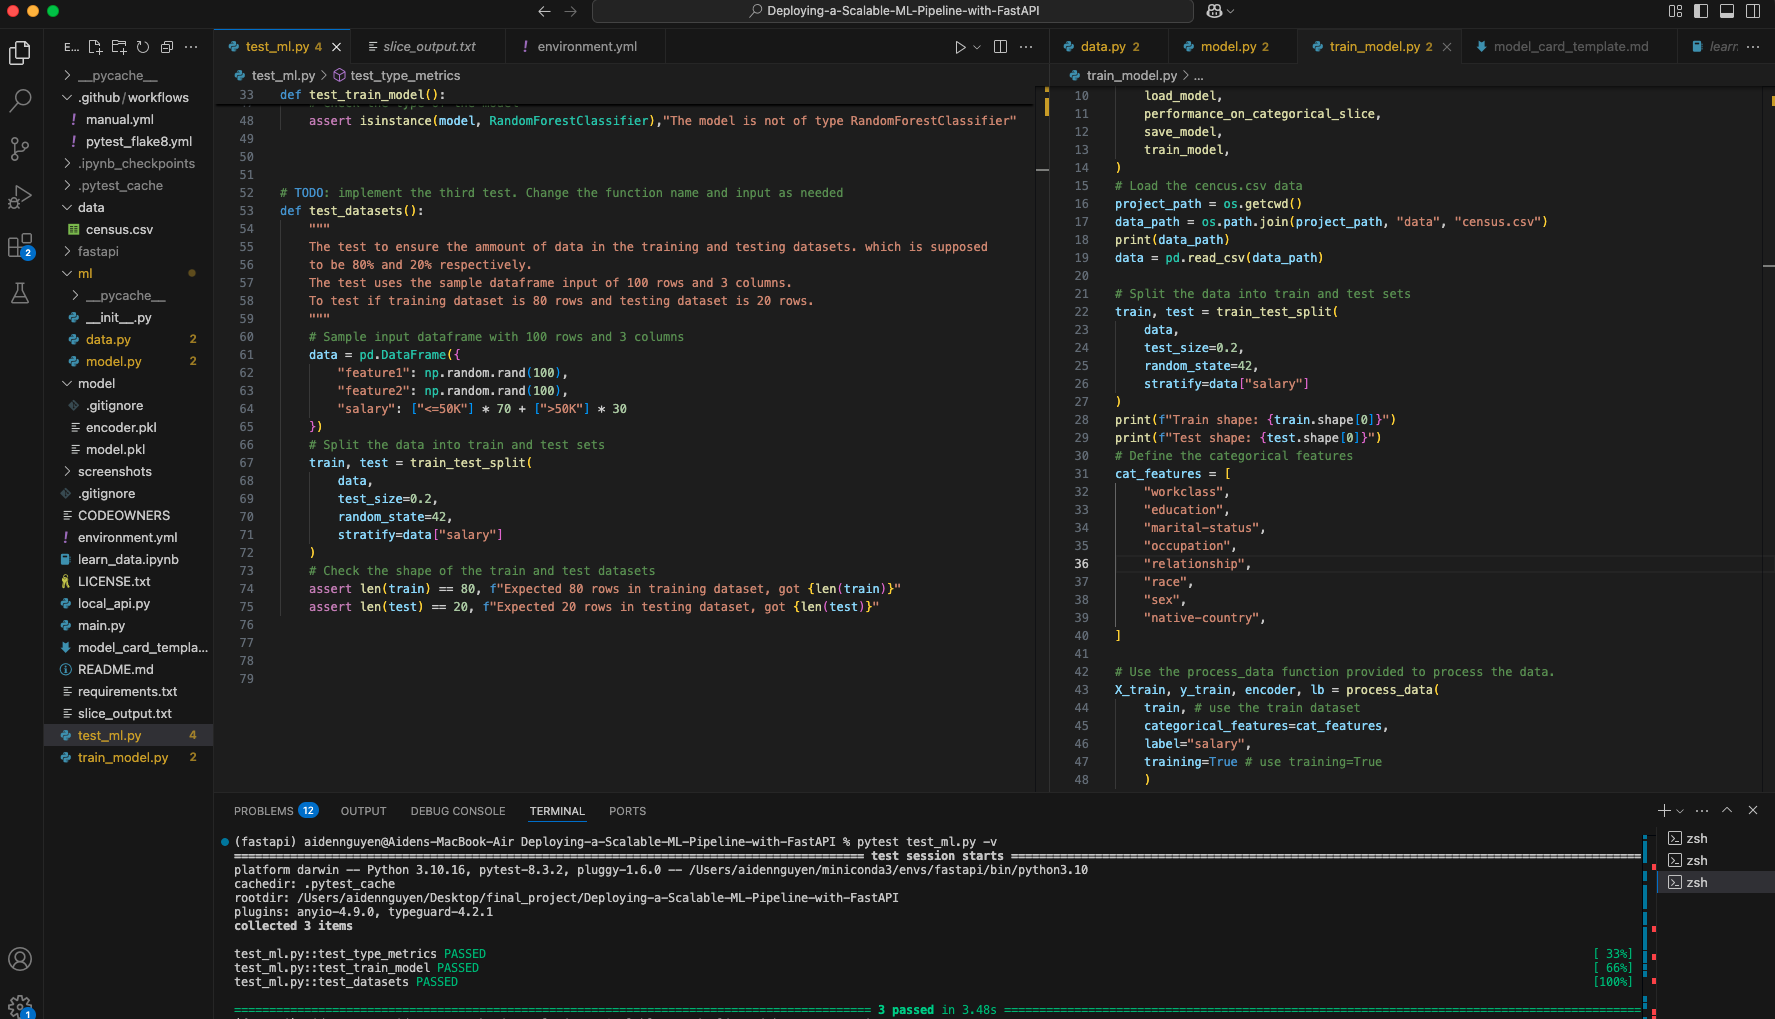 Deploying-a-Scalable-ML-Pipeline-with-FastAPI
E...
__pycache__
.github/workflows
manual.yml
pytest_flake8.yml
.ipynb_checkpoints
.pytest_cache
data
census.csv
fastapi
ml
__pycache__
__init__.py
data.py 2
model.py 2
model
.gitignore
encoder.pkl
model.pkl
screenshots
.gitignore
CODEOWNERS
environment.yml
learn_data.ipynb
LICENSE.txt
local_api.py
main.py
model_card_templa...
README.md
requirements.txt
slice_output.txt
test_ml.py 4
train_model.py 2
2
1
test_ml.py 4
slice_output.txt
environment.yml
test_ml.py > test_type_metrics
33 def test_train_model():
48 assert isinstance(model, RandomForestClassifier),"The model is not of type RandomForestClassifier"
49
50
51
52 # TODO: implement the third test. Change the function name and input as needed
53 def test_datasets():
54 """
55 The test to ensure the ammount of data in the training and testing datasets. which is supposed
56 to be 80% and 20% respectively.
57 The test uses the sample dataframe input of 100 rows and 3 columns.
58 To test if training dataset is 80 rows and testing dataset is 20 rows.
59 """
60 # Sample input dataframe with 100 rows and 3 columns
61 data = pd.DataFrame({
62 "feature1": np.random.rand(100),
63 "feature2": np.random.rand(100),
64 "salary": ["<=50K"] * 70 + [">50K"] * 30
65 })
66 # Split the data into train and test sets
67 train, test = train_test_split(
68 data,
69 test_size=0.2,
70 random_state=42,
71 stratify=data["salary"]
72 )
73 # Check the shape of the train and test datasets
74 assert len(train) == 80, f"Expected 80 rows in training dataset, got {len(train)}"
75 assert len(test) == 20, f"Expected 20 rows in testing dataset, got {len(test)}"
76
77
78
79
data.py 2
model.py 2
train_model.py 2
model_card_template.md
learn
train_model.py > ...
10 load_model,
11 performance_on_categorical_slice,
12 save_model,
13 train_model,
14 )
15 # Load the cencus.csv data
16 project_path = os.getcwd()
17 data_path = os.path.join(project_path, "data", "census.csv")
18 print(data_path)
19 data = pd.read_csv(data_path)
20
21 # Split the data into train and test sets
22 train, test = train_test_split(
23 data,
24 test_size=0.2,
25 random_state=42,
26 stratify=data["salary"]
27 )
28 print(f"Train shape: {train.shape[0]}")
29 print(f"Test shape: {test.shape[0]}")
30 # Define the categorical features
31 cat_features = [
32 "workclass",
33 "education",
34 "marital-status",
35 "occupation",
36 "relationship",
37 "race",
38 "sex",
39 "native-country",
40 ]
41
42 # Use the process_data function provided to process the data.
43 X_train, y_train, encoder, lb = process_data(
44 train, # use the train dataset
45 categorical_features=cat_features,
46 label="salary",
47 training=True # use training=True
48 )
PROBLEMS 12 OUTPUT DEBUG CONSOLE TERMINAL PORTS
zsh
zsh
zsh
(fastapi) aidennguyen@Aidens-MacBook-Air Deploying-a-Scalable-ML-Pipeline-with-FastAPI % pytest test_ml.py -v
test session starts
platform darwin -- Python 3.10.16, pytest-8.3.2, pluggy-1.6.0 -- /Users/aidennguyen/miniconda3/envs/fastapi/bin/python3.10
cachedir: .pytest_cache
rootdir: /Users/aidennguyen/Desktop/final_project/Deploying-a-Scalable-ML-Pipeline-with-FastAPI
plugins: anyio-4.9.0, typeguard-4.2.1
collected 3 items
test_ml.py::test_type_metrics PASSED [ 33%]
test_ml.py::test_train_model PASSED [ 66%]
test_ml.py::test_datasets PASSED [100%]
3 passed in 3.48s